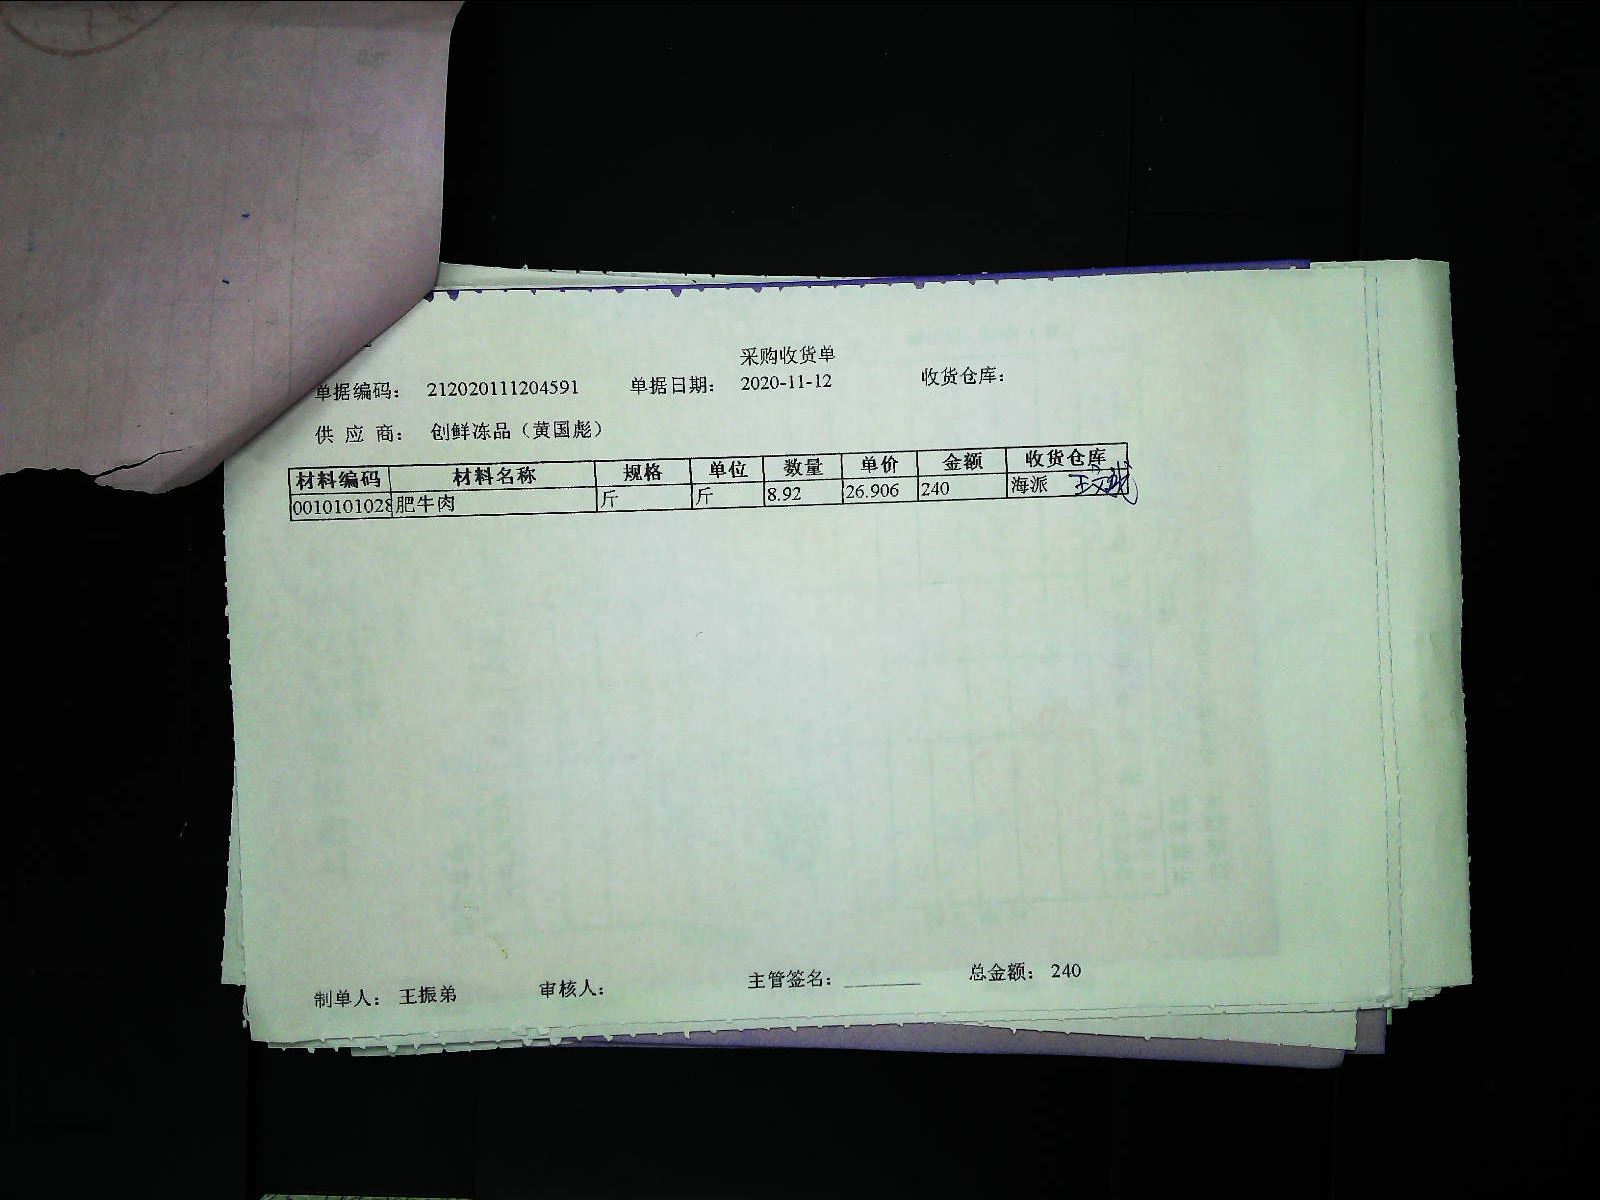 采购收货单
单据编码： 212020111204591 单据日期： 2020-11-12 收货仓库：
供 应 商： 创鲜冻品（黄国彪）
材料编码 材料名称 规格 单位 数量 单价 金额 收货仓库
0010101028 肥牛肉 斤 斤 8.92 26.906 240 海派
制单人： 王振弟 审核人： 主管签名：________ 总金额： 240